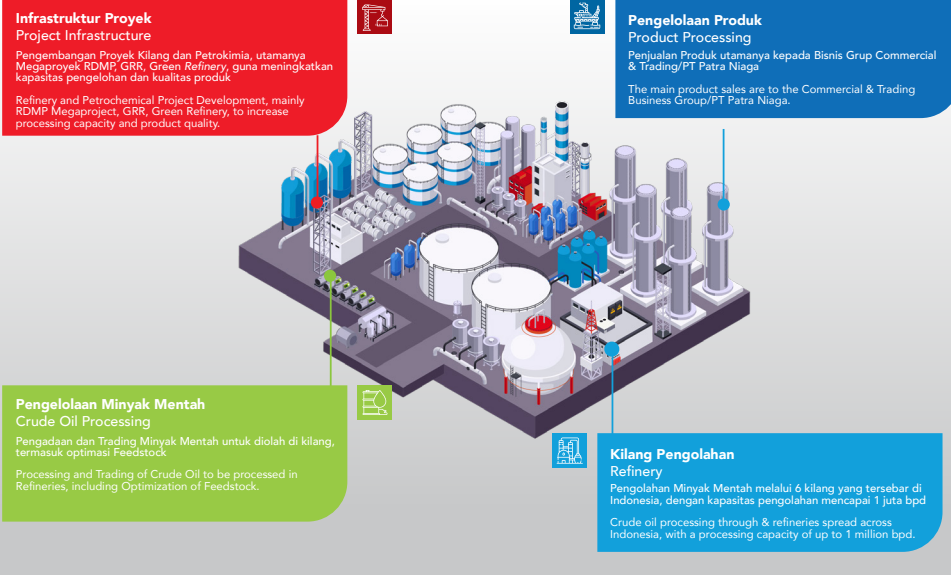 Infrastruktur Proyek
Project Infrastructure
Pengembangan Proyek Kilang dan Petrokimia, utamanya
Megaproyek RDMP, GRR, Green Refinery, guna meningkatkan
kapasitas pengelohan dan kualitas produk
Refinery and Petrochemical Project Development, mainly
RDMP Megaproject, GRR, Green Refinery, to increase
processing capacity and product quality.
Pengelolaan Produk
Product Processing
Penjualan Produk utamanya kepada Bisnis Grup Commercial
& Trading/PT Patra Niaga
The main product sales are to the Commercial & Trading
Business Group/PT Patra Niaga.
Pengelolaan Minyak Mentah
Crude Oil Processing
Pengadaan dan Trading Minyak Mentah untuk diolah di kilang,
termasuk optimasi Feedstock
Processing and Trading of Crude Oil to be processed in
Refineries, including Optimization of Feedstock.
Kilang Pengolahan
Refinery
Pengolahan Minyak Mentah melalui 6 kilang yang tersebar di
Indonesia, dengan kapasitas pengolahan mencapai 1 juta bpd
Crude oil processing through & refineries spread across
Indonesia, with a processing capacity of up to 1 million bpd.